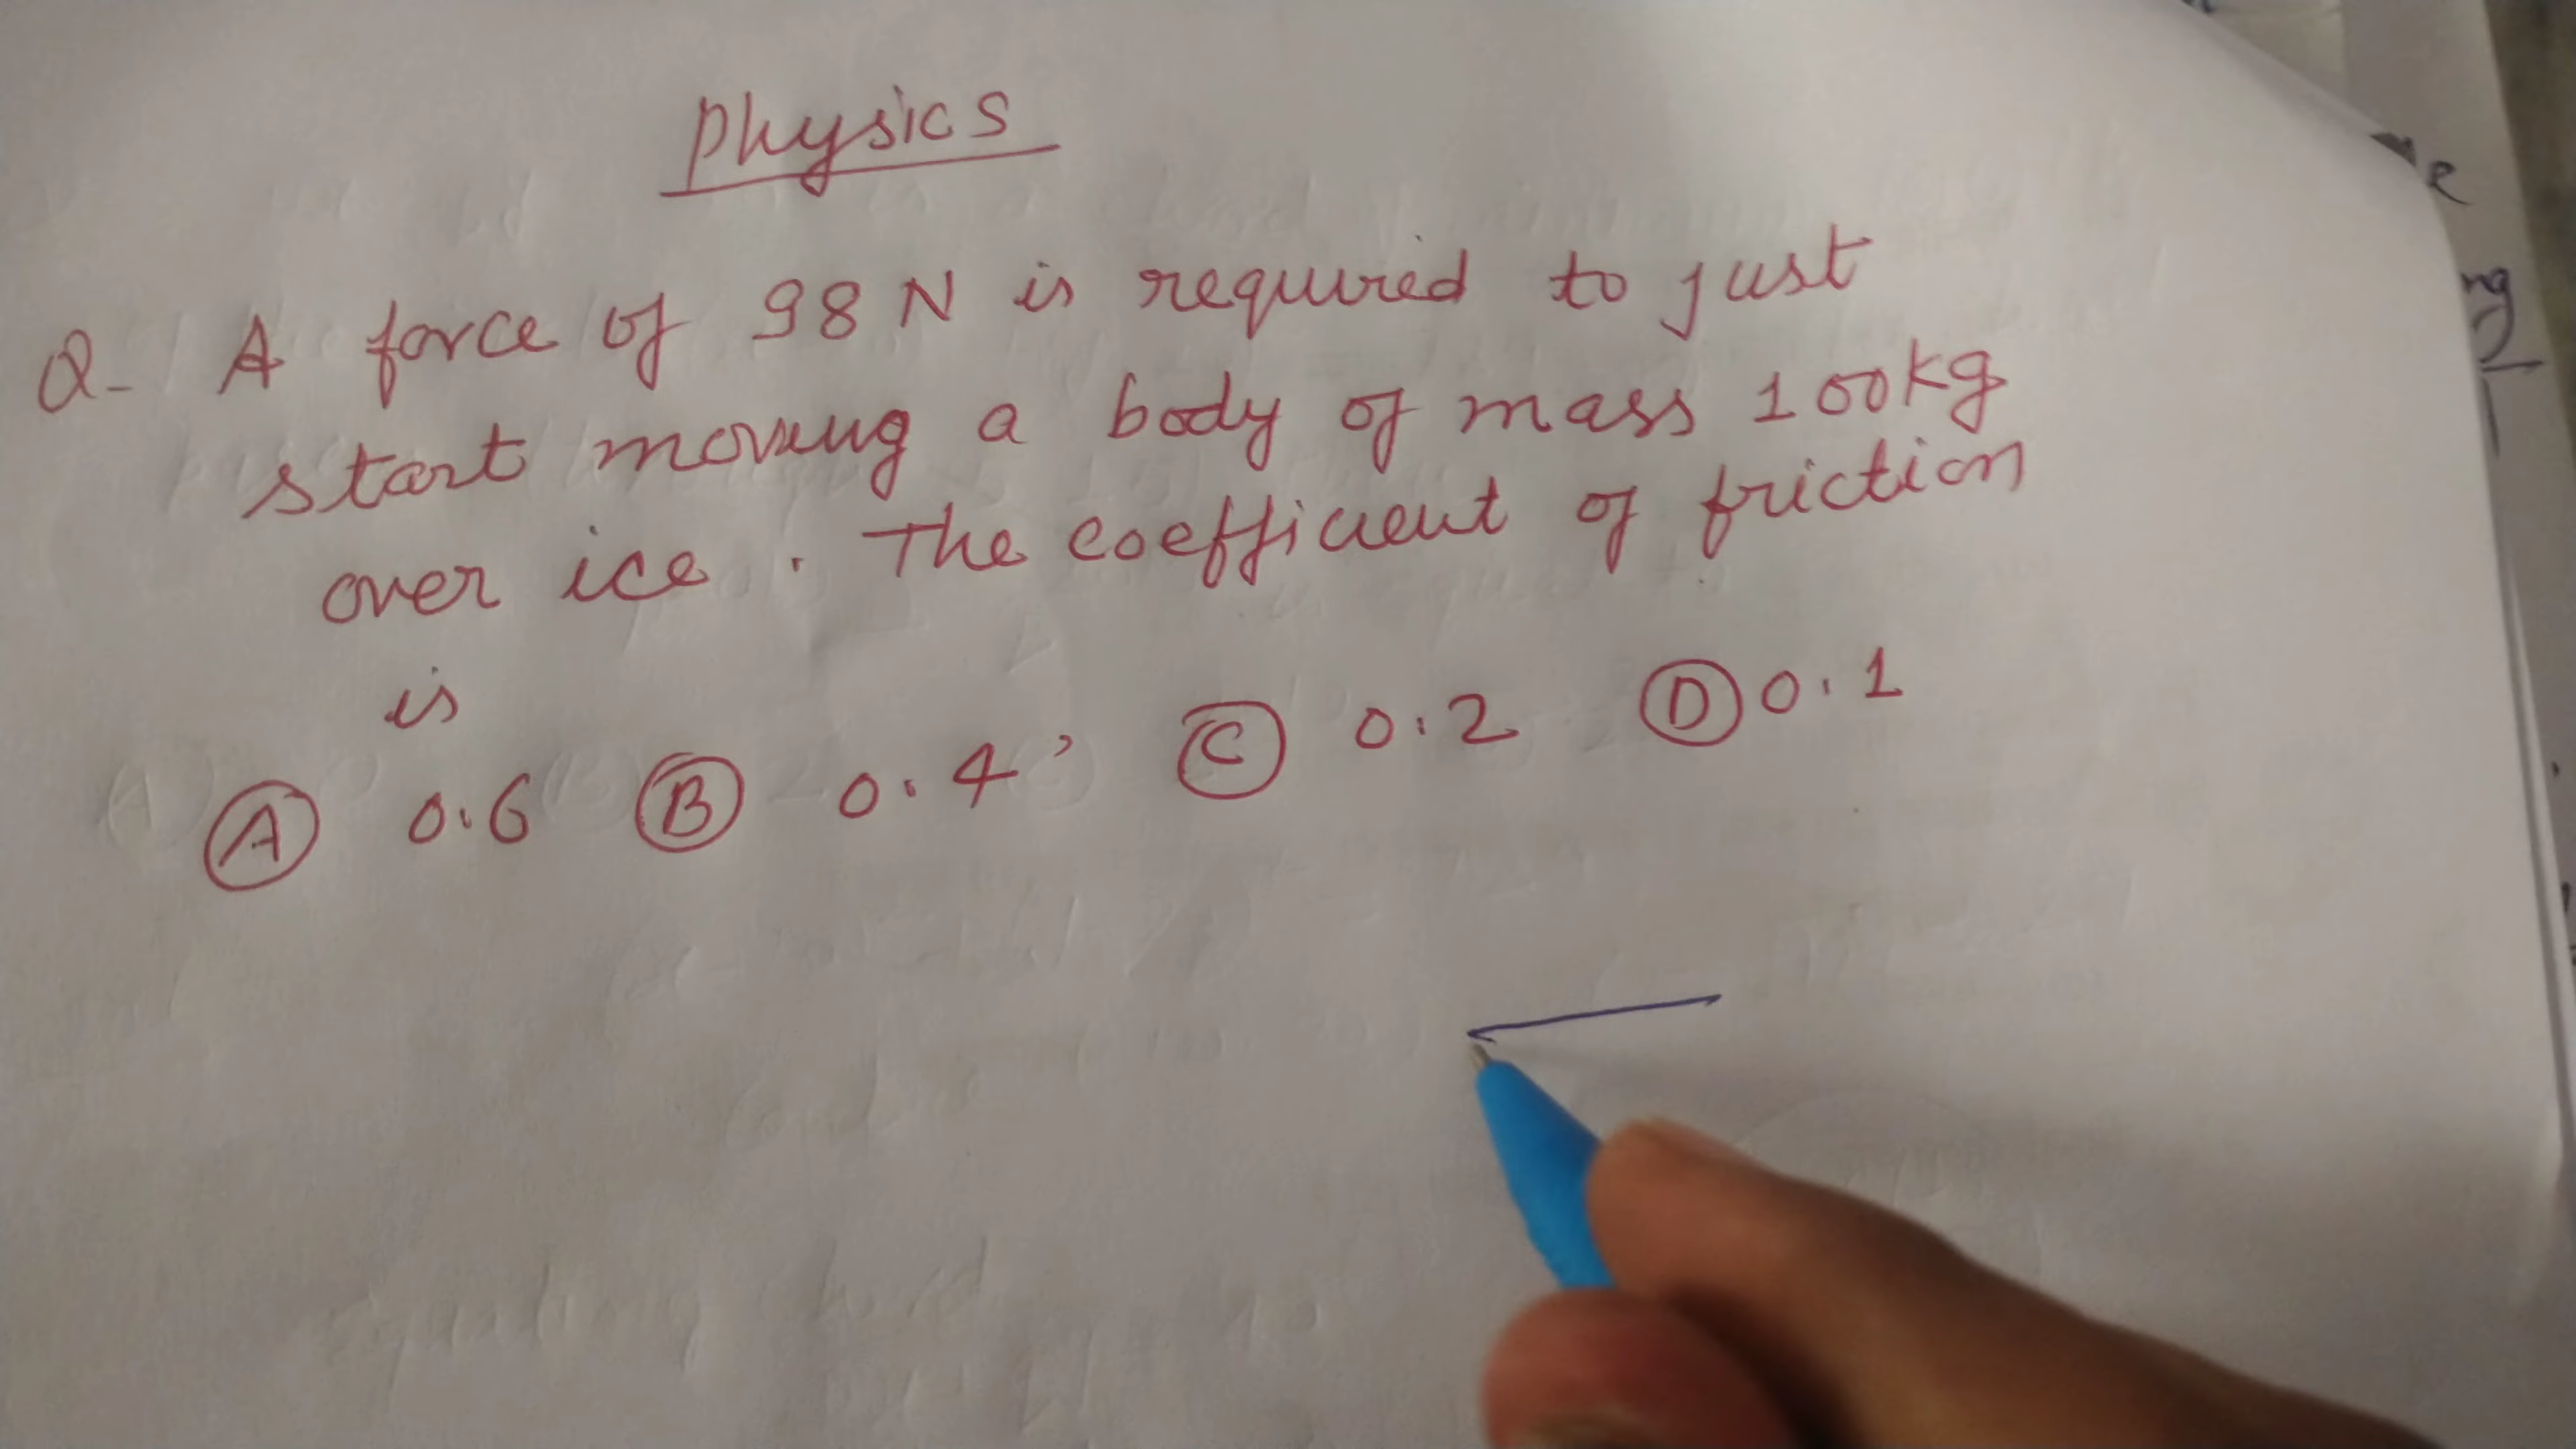 Physics
Q- A force of 98 N is required to just
start moving a body of mass 100kg
over ice. The coefficient of friction
is
(A) 0.6 (B) 0.4, (C) 0.2 (D) 0.1